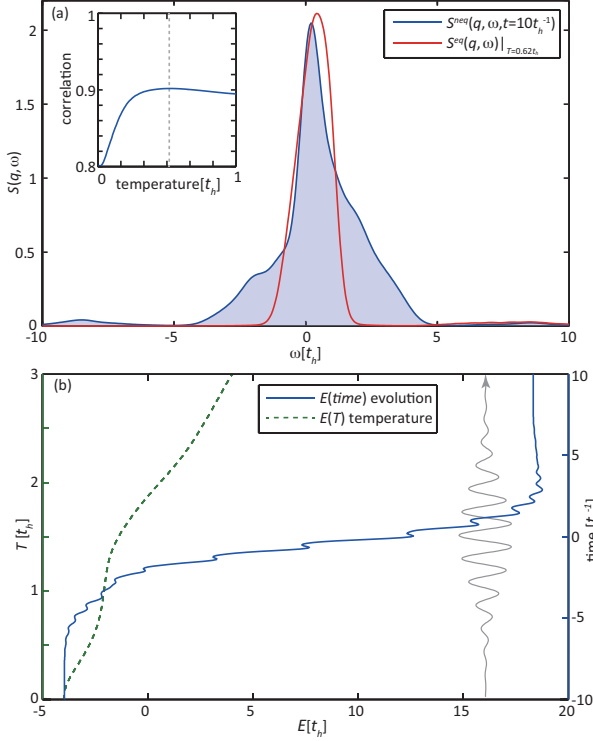 (a)
S^neq(q, ω,t=10t_h^-1)
S^eq(q, ω)|_T=0.62t_h
correlation
1
0.9
0.8
0
1
temperature[t_h]
S(q,ω)
2
1.5
1
0.5
0
-10
-5
0
5
10
ω[t_h]
(b)
E(time) evolution
E(T) temperature
T [t_h]
3
2
1
0
-5
0
5
10
15
20
E[t_h]
10
5
0
-5
-10
time [t^-1]